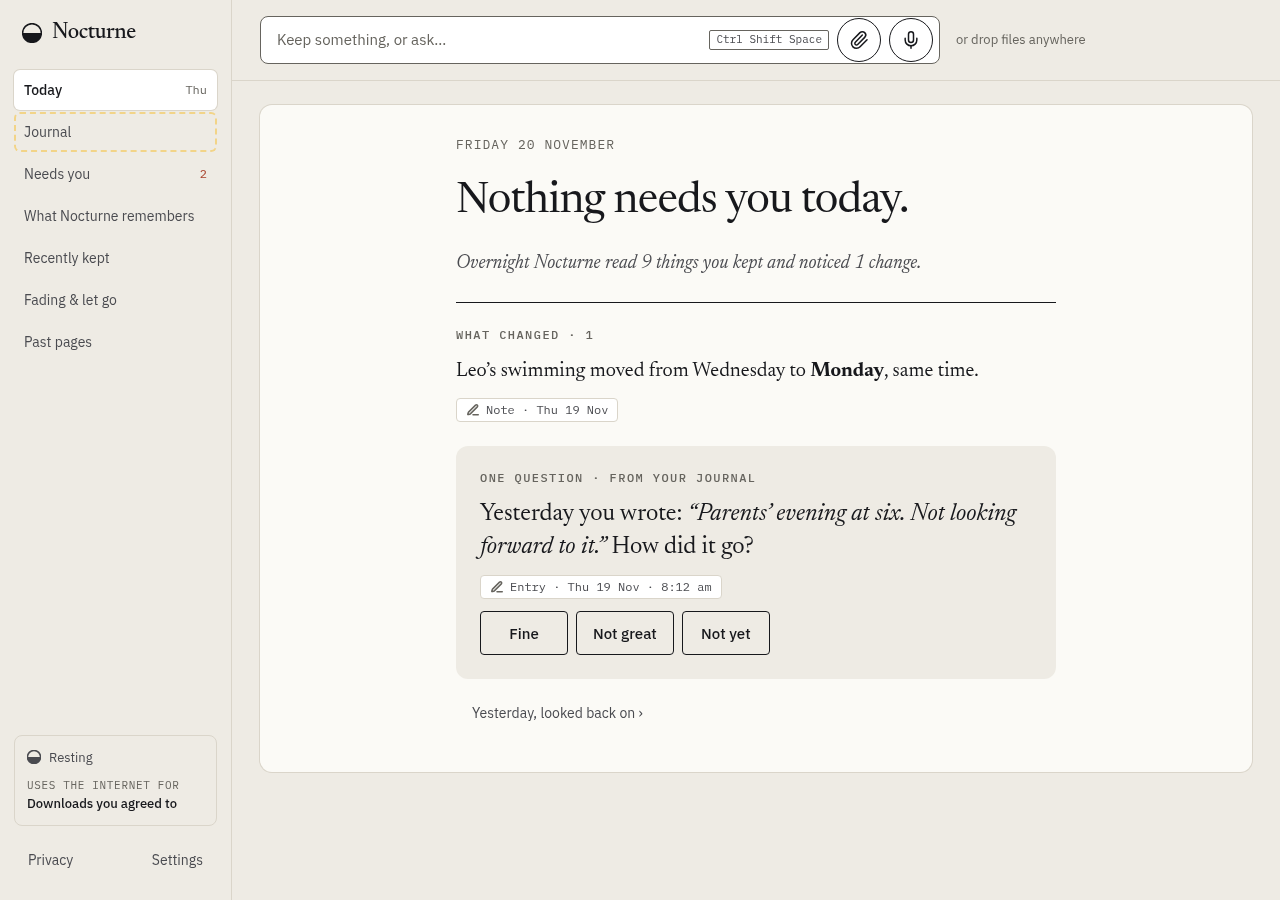 Nocturne
Today Thu
Journal
Needs you 2
What Nocturne remembers
Recently kept
Fading & let go
Past pages
Resting
USES THE INTERNET FOR
Downloads you agreed to
Privacy Settings
Keep something, or ask… Ctrl Shift Space or drop files anywhere
FRIDAY 20 NOVEMBER
Nothing needs you today.
Overnight Nocturne read 9 things you kept and noticed 1 change.
WHAT CHANGED · 1
Leo’s swimming moved from Wednesday to Monday, same time.
Note · Thu 19 Nov
ONE QUESTION · FROM YOUR JOURNAL
Yesterday you wrote: “Parents’ evening at six. Not looking
forward to it.” How did it go?
Entry · Thu 19 Nov · 8:12 am
Fine Not great Not yet
Yesterday, looked back on ›